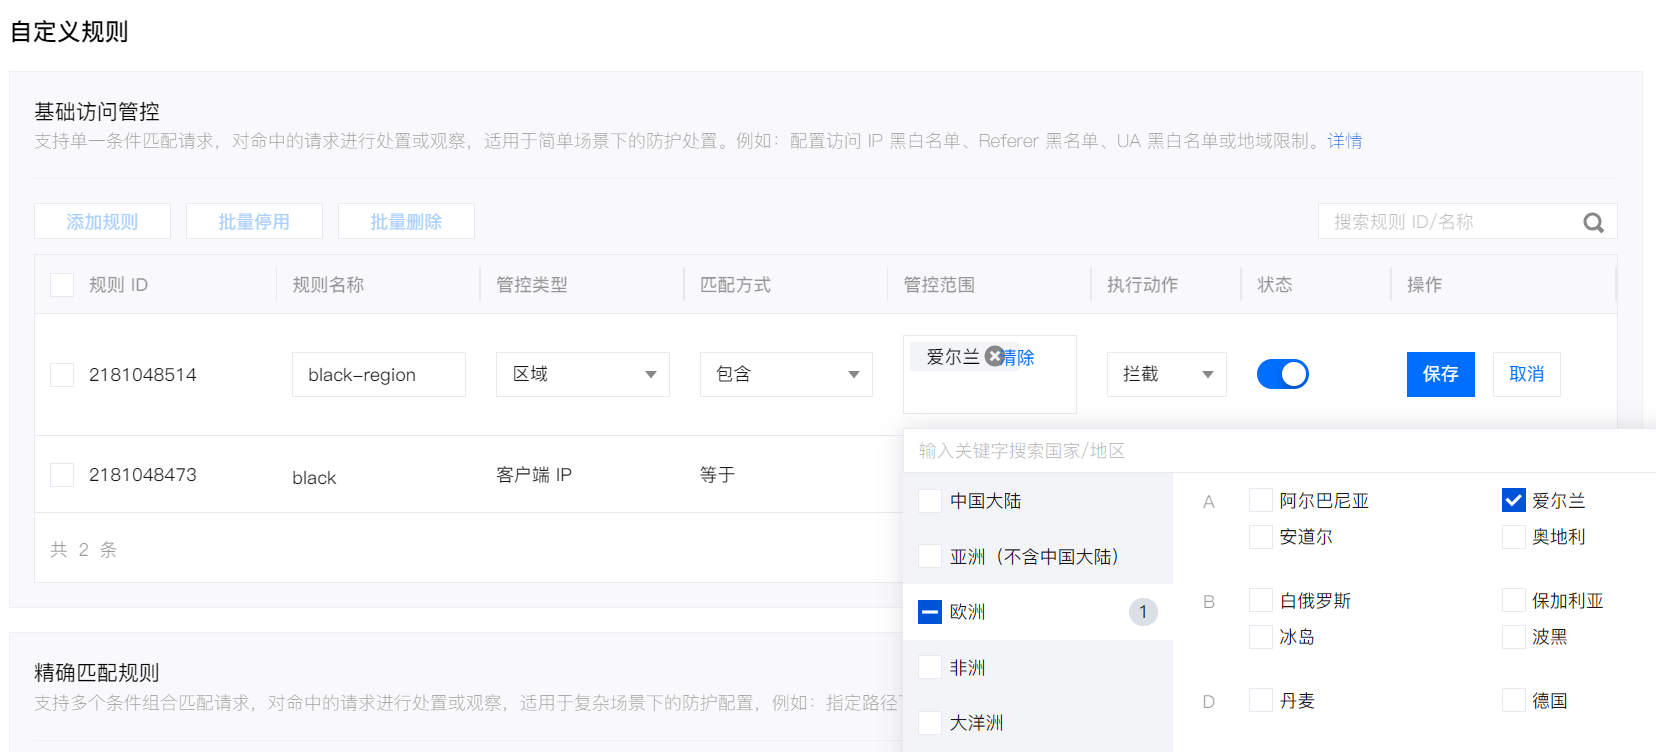 自定义规则
基础访问管控
支持单一条件匹配请求，对命中的请求进行处置或观察，适用于简单场景下的防护处置。例如：配置访问 IP 黑白名单、Referer 黑名单、UA 黑白名单或地域限制。详情
添加规则 批量停用 批量删除 搜索规则 ID/名称
规则 ID 规则名称 管控类型 匹配方式 管控范围 执行动作 状态 操作
2181048514 black-region 区域 包含 爱尔兰 清除 拦截 保存 取消
2181048473 black 客户端 IP 等于
共 2 条
输入关键字搜索国家/地区
中国大陆
亚洲（不含中国大陆）
欧洲 1
非洲
大洋洲
A 阿尔巴尼亚 爱尔兰
安道尔 奥地利
B 白俄罗斯 保加利亚
冰岛 波黑
D 丹麦 德国
精确匹配规则
支持多个条件组合匹配请求，对命中的请求进行处置或观察，适用于复杂场景下的防护配置，例如：指定路径